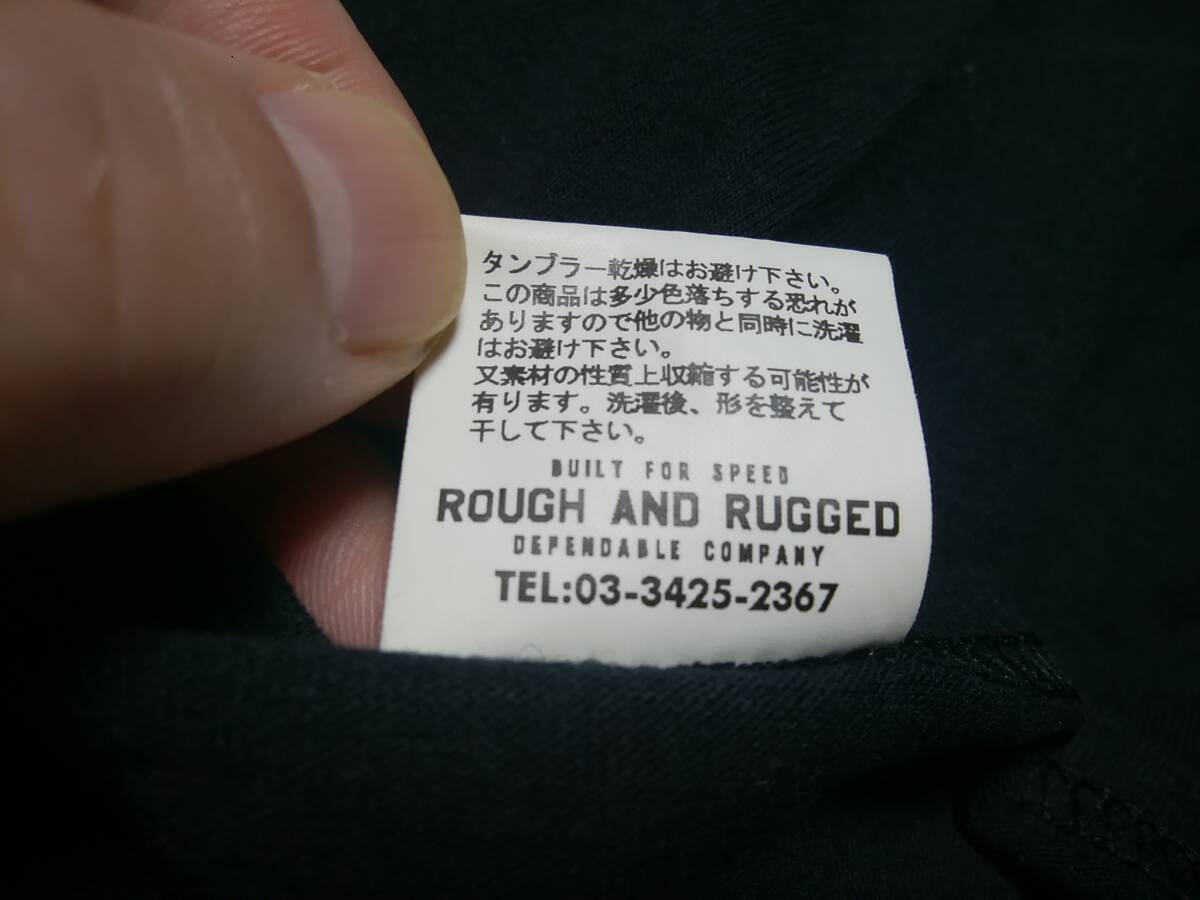 タンブラー乾燥はお避け下さい。
この商品は多少色落ちする恐れが
ありますので他の物と同時に洗濯
はお避け下さい。
又素材の性質上収縮する可能性が
有ります。洗濯後、形を整えて
干して下さい。
BUILT FOR SPEED
ROUGH AND RUGGED
DEPENDABLE COMPANY
TEL:03-3425-2367